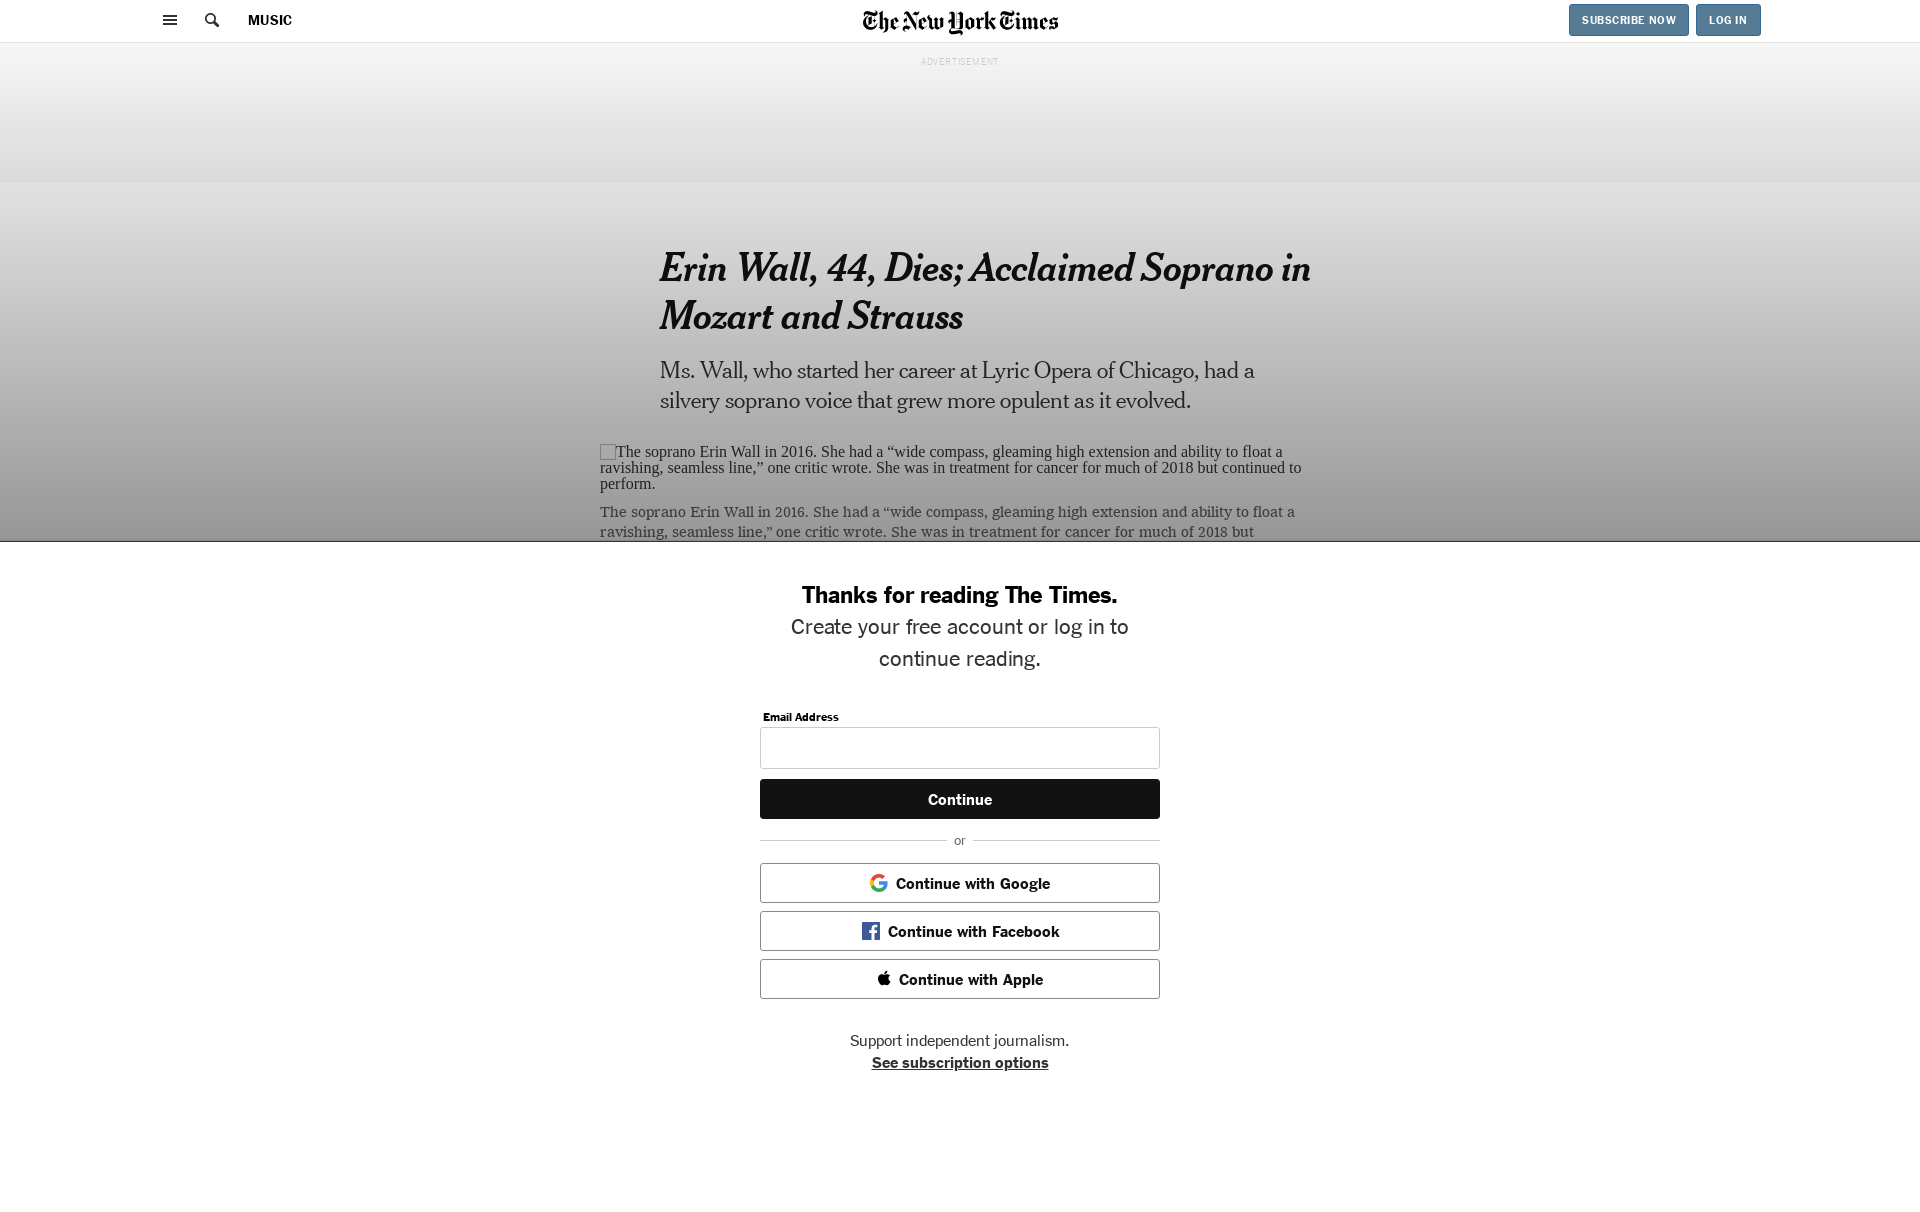 MUSIC
The New York Times
SUBSCRIBE NOW
LOG IN
ADVERTISEMENT
Erin Wall, 44, Dies; Acclaimed Soprano in
Mozart and Strauss
Ms. Wall, who started her career at Lyric Opera of Chicago, had a
silvery soprano voice that grew more opulent as it evolved.
The soprano Erin Wall in 2016. She had a “wide compass, gleaming high extension and ability to float a
ravishing, seamless line,” one critic wrote. She was in treatment for cancer for much of 2018 but continued to
perform.
The soprano Erin Wall in 2016. She had a “wide compass, gleaming high extension and ability to float a
ravishing, seamless line,” one critic wrote. She was in treatment for cancer for much of 2018 but
Thanks for reading The Times.
Create your free account or log in to
continue reading.
Email Address
Continue
or
Continue with Google
Continue with Facebook
Continue with Apple
Support independent journalism.
See subscription options